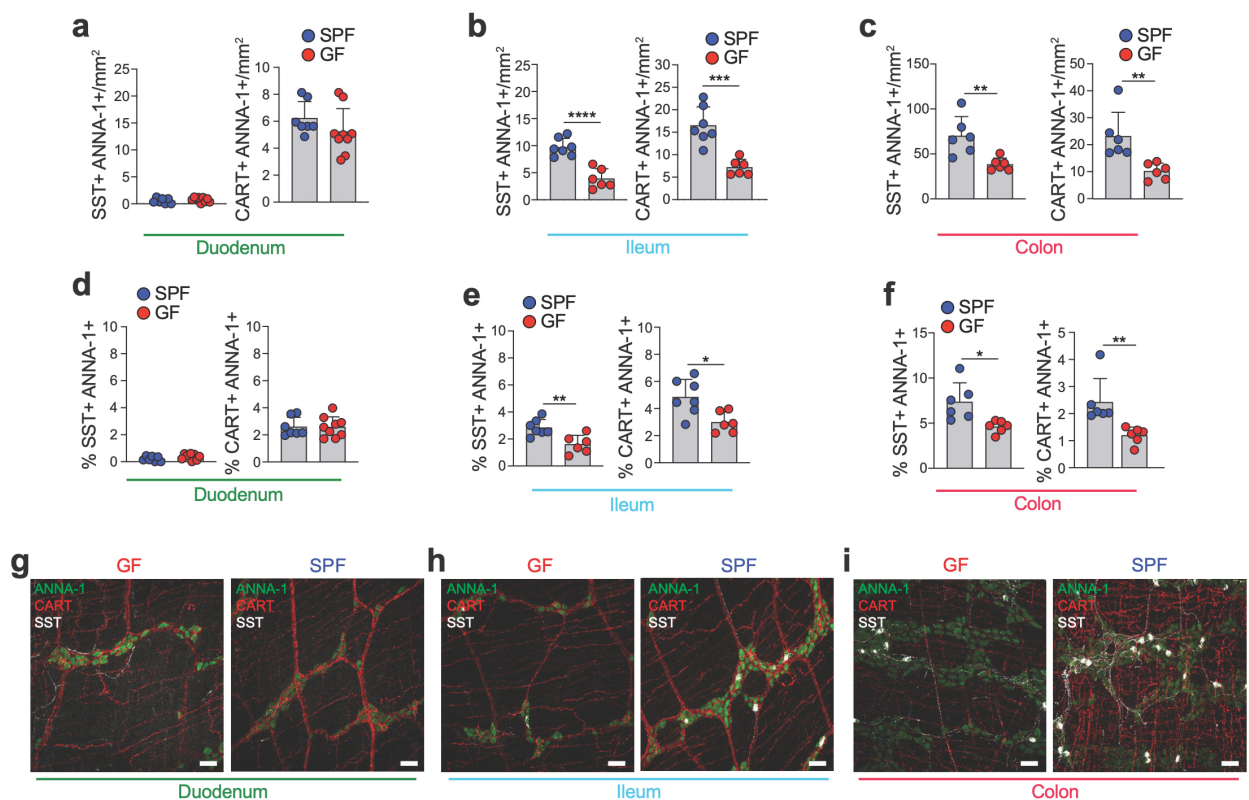 a
SPF
GF
SST+ ANNA-1+/mm2
25
20
15
10
5
0
CART+ ANNA-1+/mm2
10
8
6
4
2
0
Duodenum
b
SPF
GF
SST+ ANNA-1+/mm2
25
20
15
10
5
0
****
CART+ ANNA-1+/mm2
30
25
20
15
10
5
0
***
Ileum
c
SPF
GF
SST+ ANNA-1+/mm2
150
100
50
0
**
CART+ ANNA-1+/mm2
50
40
30
20
10
0
**
Colon
d
SPF
GF
% SST+ ANNA-1+
10
8
6
4
2
0
% CART+ ANNA-1+
10
8
6
4
2
0
Duodenum
e
SPF
GF
% SST+ ANNA-1+
10
8
6
4
2
0
**
% CART+ ANNA-1+
10
8
6
4
2
0
*
Ileum
f
SPF
GF
% SST+ ANNA-1+
15
10
5
0
*
% CART+ ANNA-1+
5
4
3
2
1
0
**
Colon
g
GF
SPF
ANNA-1
CART
SST
ANNA-1
CART
SST
Duodenum
h
GF
SPF
ANNA-1
CART
SST
ANNA-1
CART
SST
Ileum
i
GF
SPF
ANNA-1
CART
SST
ANNA-1
CART
SST
Colon